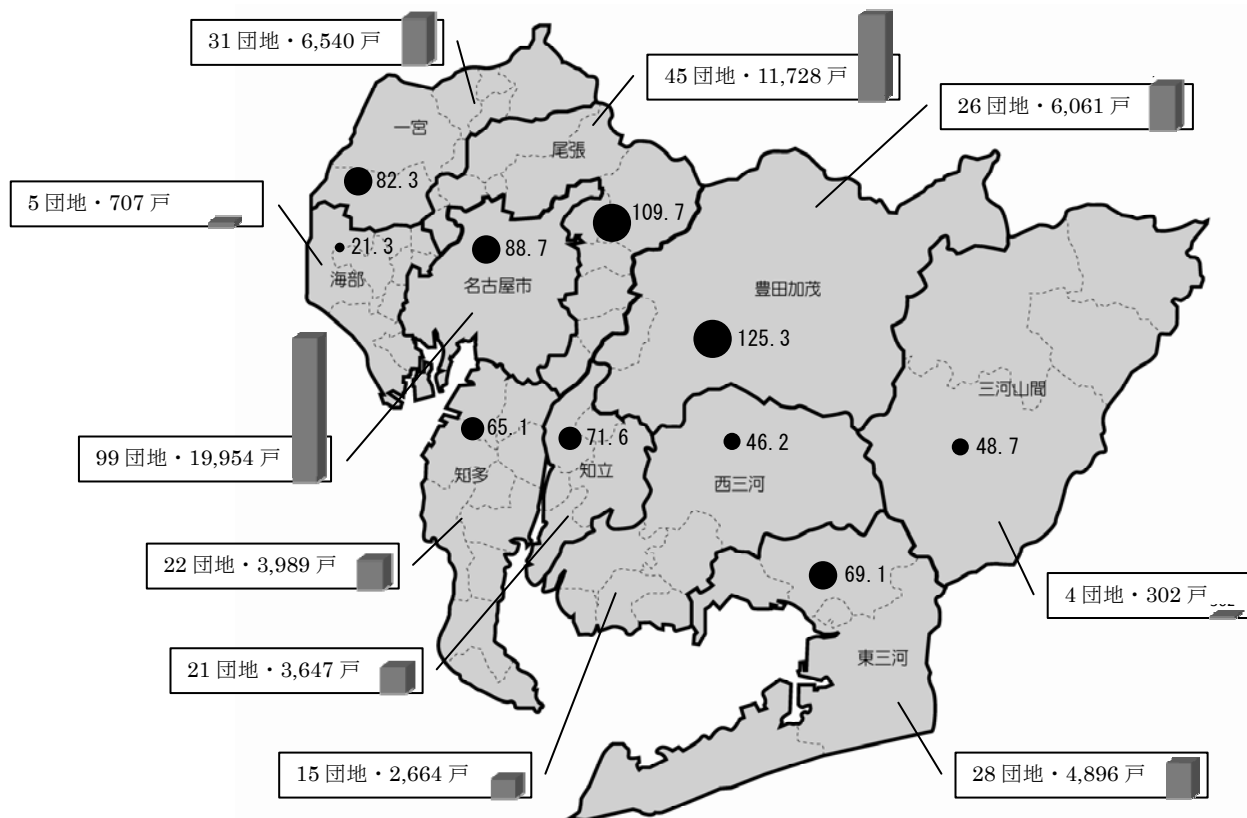 31 団地・6,540 戸
45 団地・11,728 戸
26 団地・6,061 戸
一宮
尾張
82.3
5 団地・707 戸
109.7
21.3
88.7
海部
名古屋市
豊田加茂
125.3
三河山間
65.1
71.6
46.2
48.7
99 団地・19,954 戸
知多
知立
西三河
22 団地・3,989 戸
69.1
4 団地・302 戸
21 団地・3,647 戸
東三河
15 団地・2,664 戸
28 団地・4,896 戸